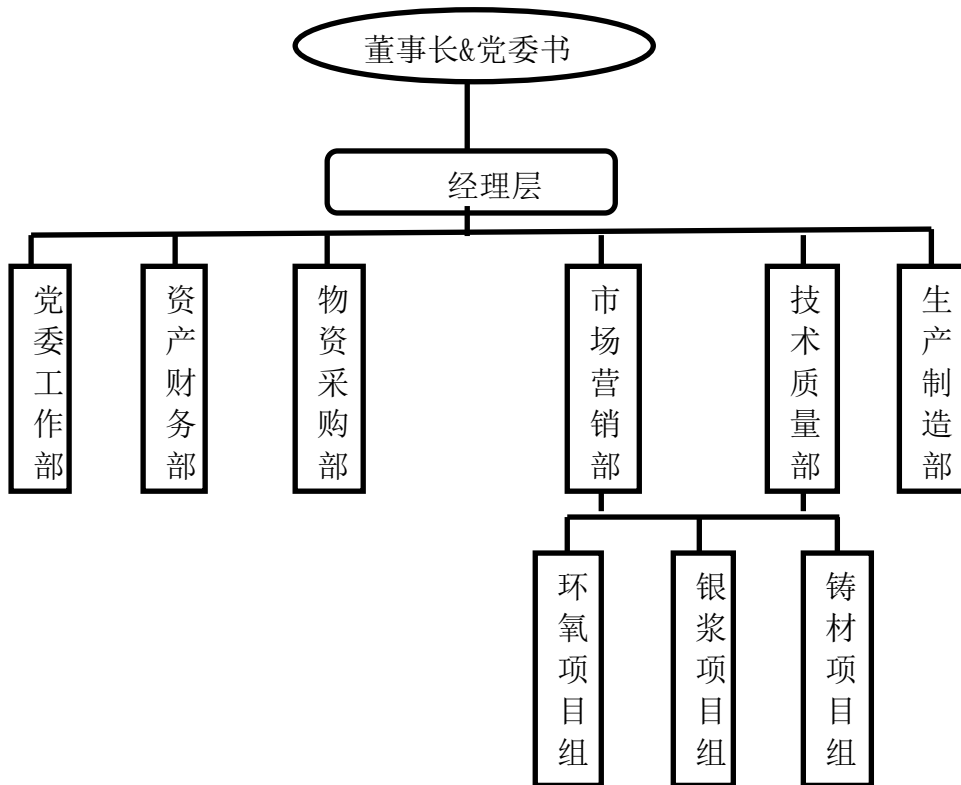 董事长&党委书
经理层
党委工作部
资产财务部
物资采购部
市场营销部
技术质量部
生产制造部
环氧项目组
银浆项目组
铸材项目组